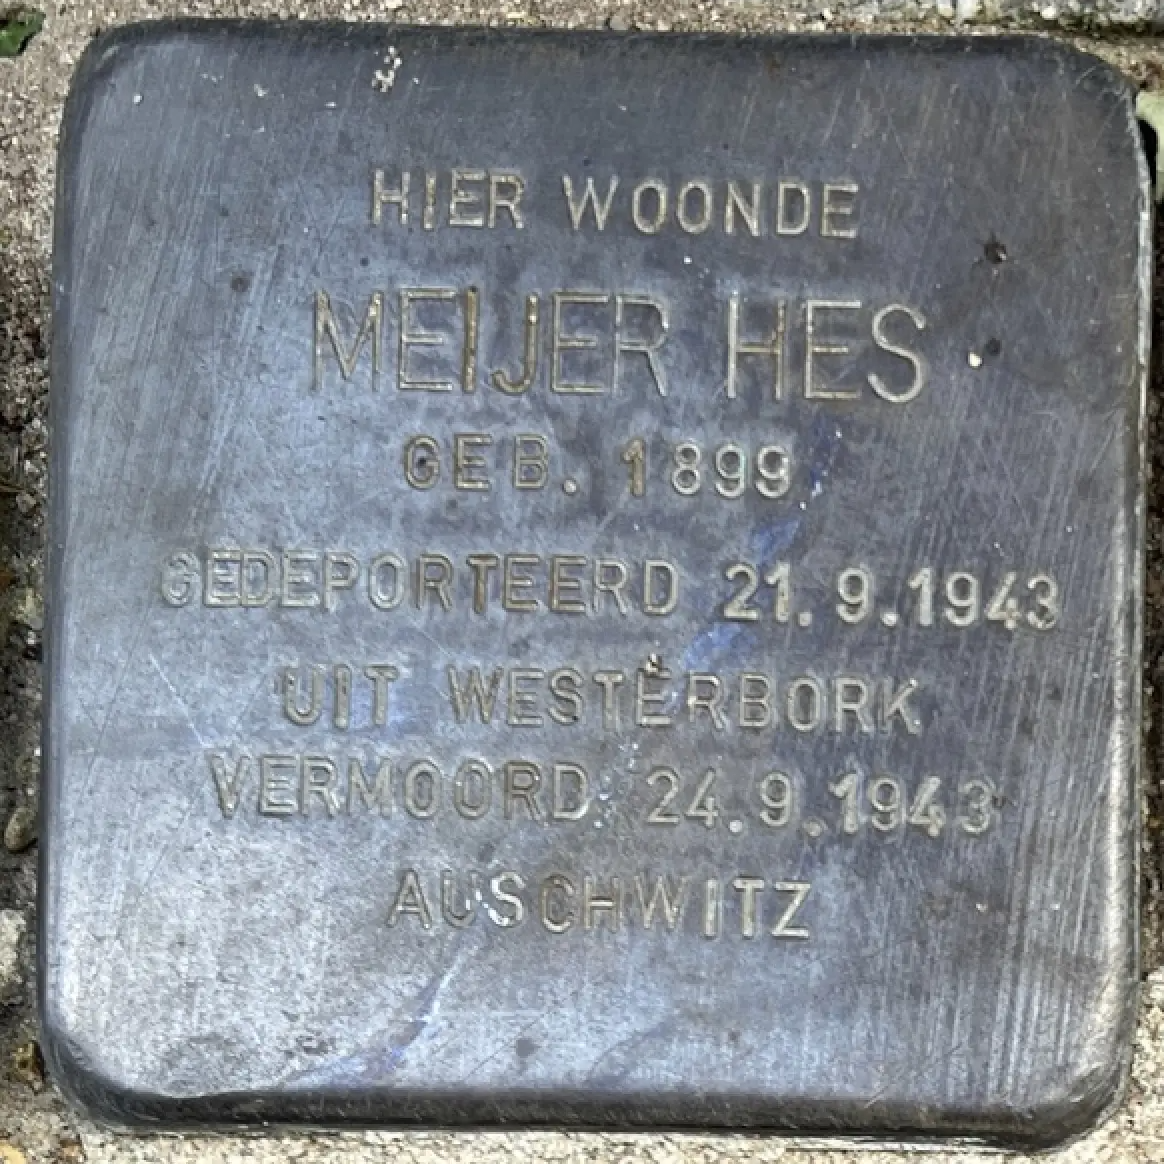 HIER WOONDE
MEIJER HES
GEB. 1899
GEDEPORTEERD 21.9.1943
UIT WESTERBORK
VERMOORD 24.9.1943
AUSCHWITZ